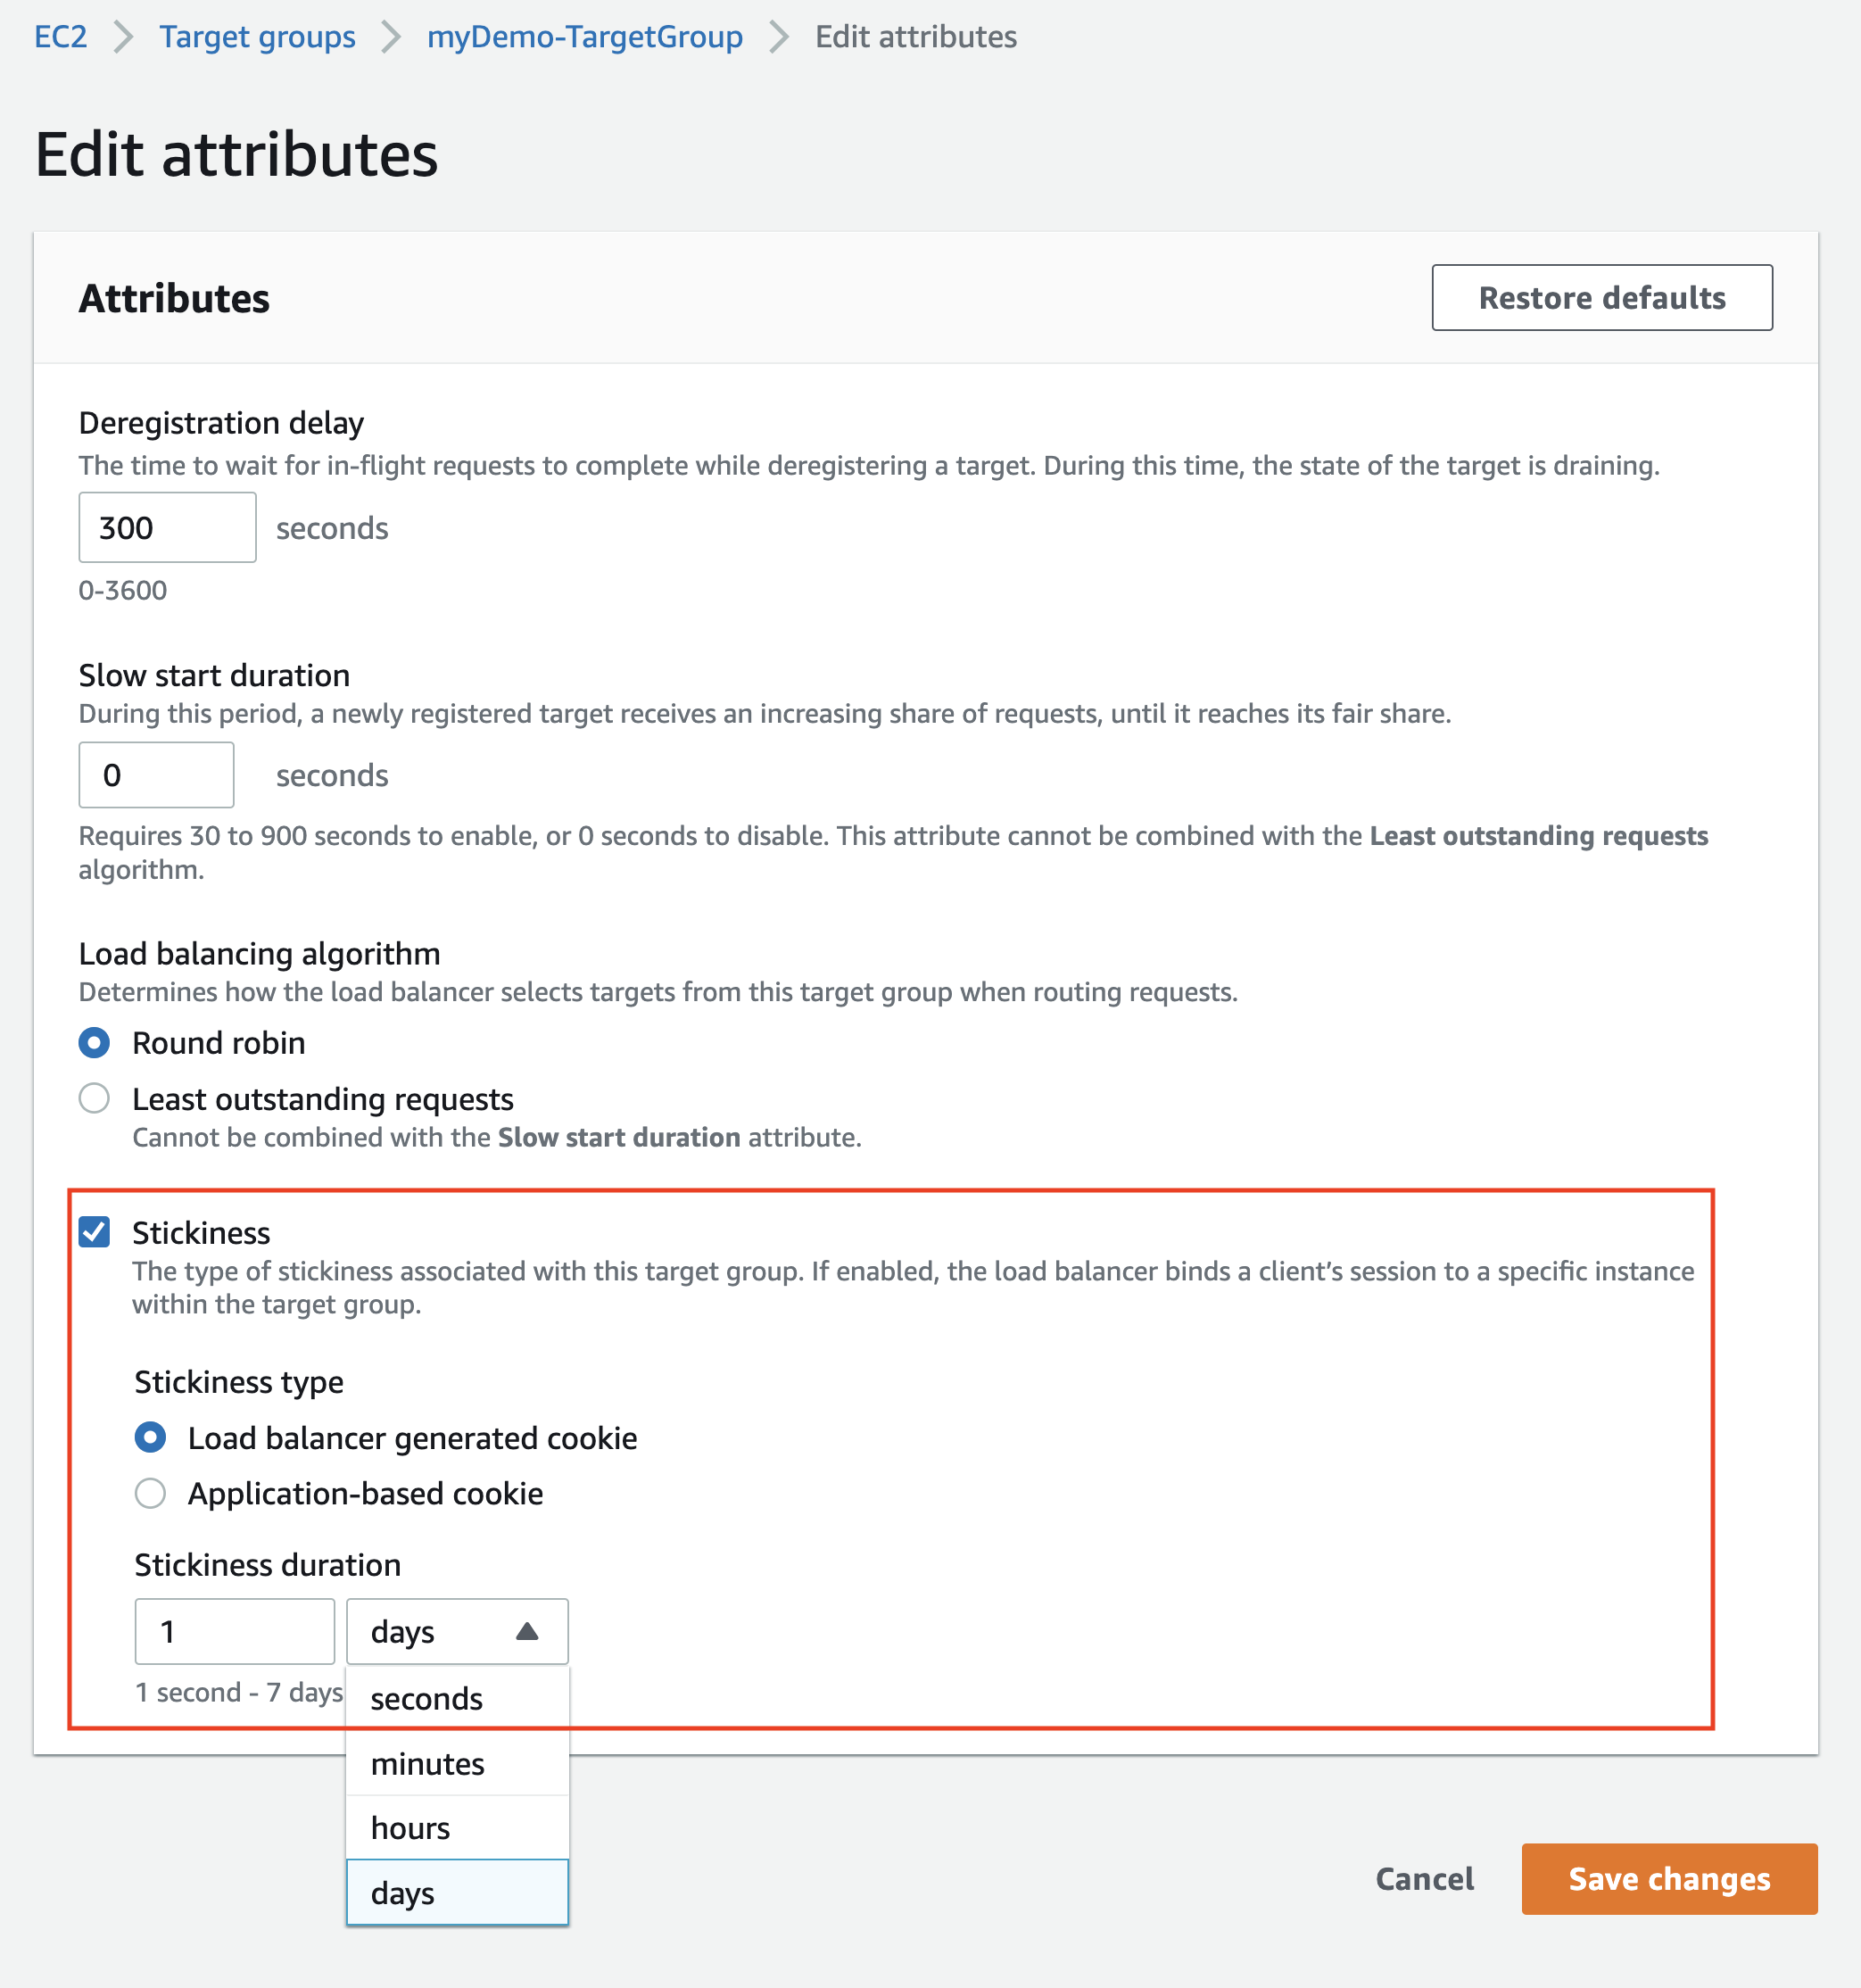 EC2 > Target groups > myDemo-TargetGroup > Edit attributes
Edit attributes
Attributes
Restore defaults
Deregistration delay
The time to wait for in-flight requests to complete while deregistering a target. During this time, the state of the target is draining.
300 seconds
0-3600
Slow start duration
During this period, a newly registered target receives an increasing share of requests, until it reaches its fair share.
0 seconds
Requires 30 to 900 seconds to enable, or 0 seconds to disable. This attribute cannot be combined with the Least outstanding requests
algorithm.
Load balancing algorithm
Determines how the load balancer selects targets from this target group when routing requests.
Round robin
Least outstanding requests
Cannot be combined with the Slow start duration attribute.
Stickiness
The type of stickiness associated with this target group. If enabled, the load balancer binds a client’s session to a specific instance
within the target group.
Stickiness type
Load balancer generated cookie
Application-based cookie
Stickiness duration
1 days
1 second - 7 days
seconds
minutes
hours
days
Cancel
Save changes